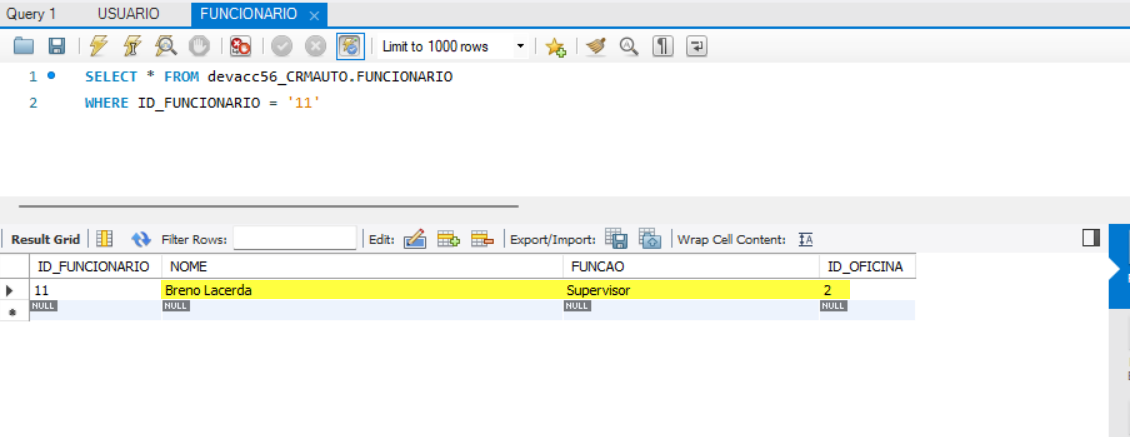 Query 1 USUARIO FUNCIONARIO
Limit to 1000 rows
1 SELECT * FROM devacc56_CRMAUTO.FUNCIONARIO
2 WHERE ID_FUNCIONARIO = '11'
Result Grid Filter Rows: Edit: Export/Import: Wrap Cell Content: IA
ID_FUNCIONARIO NOME FUNCAO ID_OFICINA
11 Breno Lacerda Supervisor 2
NULL NULL NULL NULL